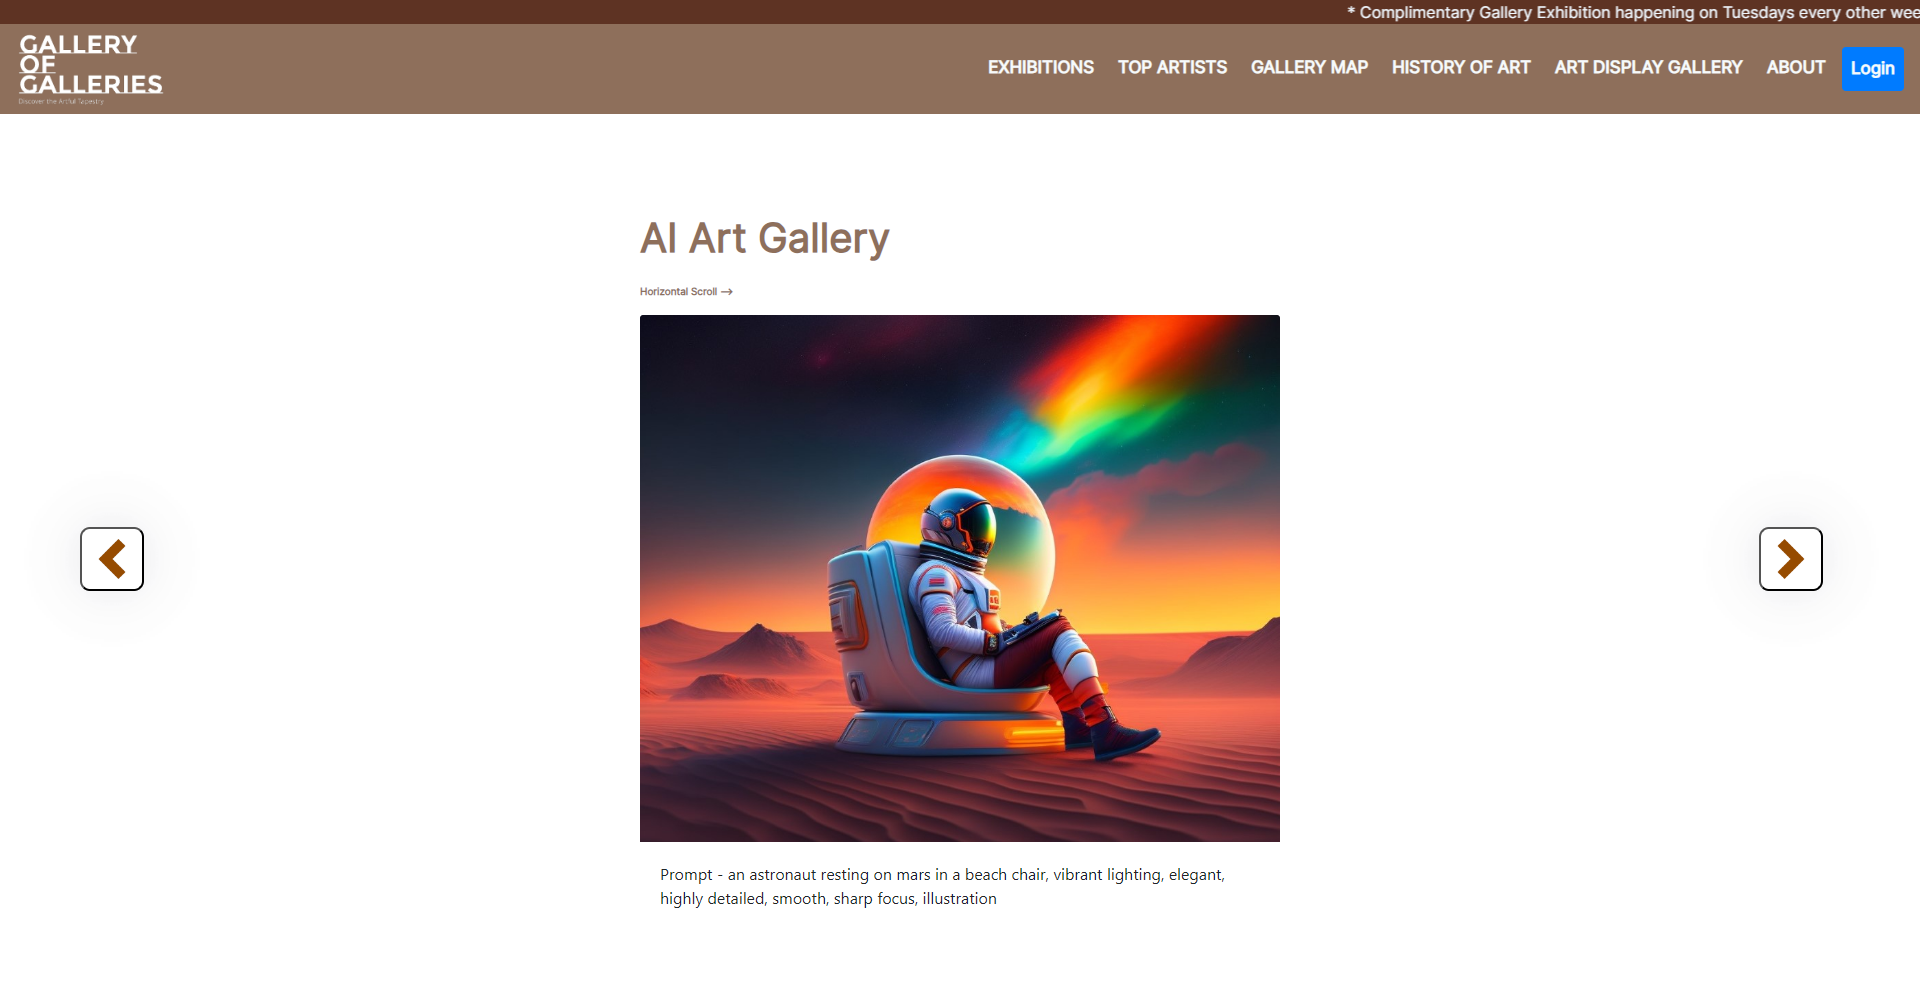 * Complimentary Gallery Exhibition happening on Tuesdays every other
GALLERY
OF
GALLERIES
Discover the Artful Tapestry
EXHIBITIONS TOP ARTISTS GALLERY MAP HISTORY OF ART ART DISPLAY GALLERY ABOUT Login
AI Art Gallery
Horizontal Scroll →
Prompt - an astronaut resting on mars in a beach chair, vibrant lighting, elegant,
highly detailed, smooth, sharp focus, illustration